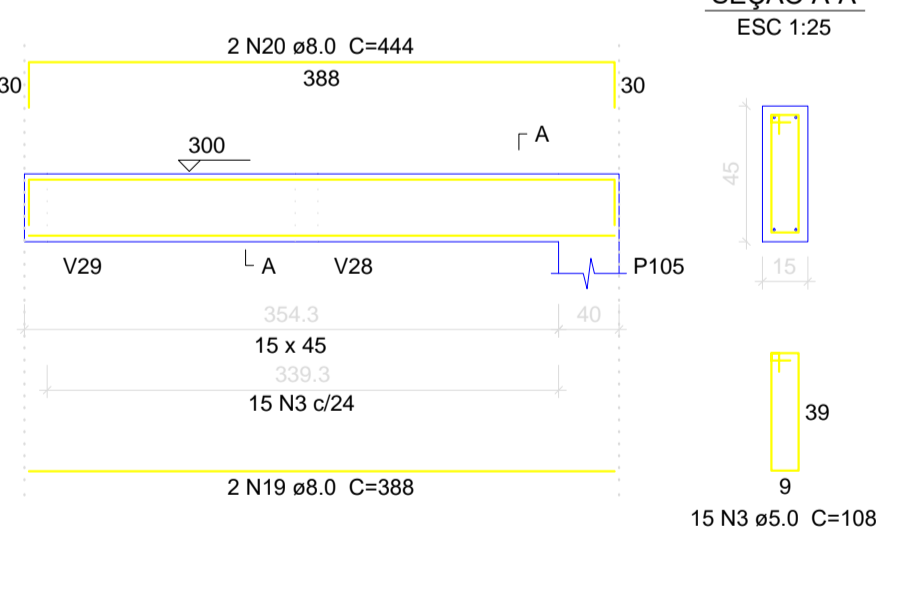 SEÇÃO A-A
ESC 1:25
2 N20 ø8.0 C=444
30
388
30
A
300
45
V29
A
V28
P105
15
354.3
40
15 x 45
339.3
15 N3 c/24
39
2 N19 ø8.0 C=388
9
15 N3 ø5.0 C=108